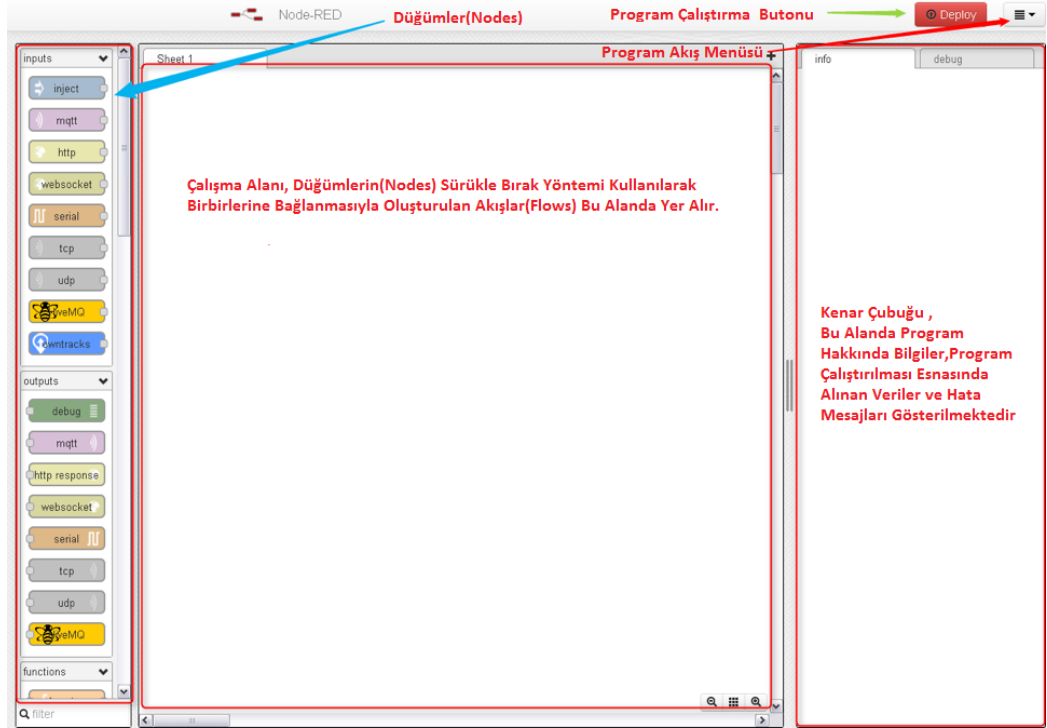 Node-RED
Düğümler(Nodes)
Program Çalıştırma Butonu
Deploy
Program Akış Menüsü
inputs
inject
mqtt
http
websocket
serial
tcp
udp
owntracks
outputs
debug
mqtt
http response
websocket
serial
tcp
udp
functions
filter
Sheet 1
Çalışma Alanı, Düğümlerin(Nodes) Sürükle Bırak Yöntemi Kullanılarak
Birbirlerine Bağlanmasıyla Oluşturulan Akışlar(Flows) Bu Alanda Yer Alır.
info
debug
Kenar Çubuğu ,
Bu Alanda Program
Hakkında Bilgiler,Program
Çalıştırılması Esnasında
Alınan Veriler ve Hata
Mesajları Gösterilmektedir